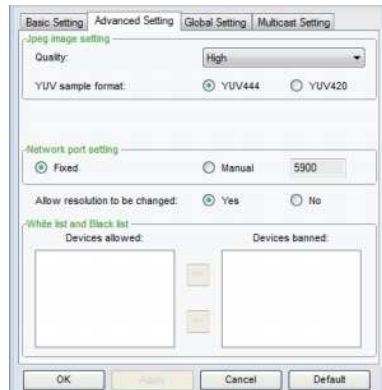 Basic Setting Advanced Setting Global Setting Multicast Setting
Jpeg image setting
Quality: High
YUV sample format: YUV444 YUV420
Network port setting
Fixed Manual 5900
Allow resolution to be changed: Yes No
White list and Black list
Devices allowed: Devices banned:
OK Apply Cancel Default